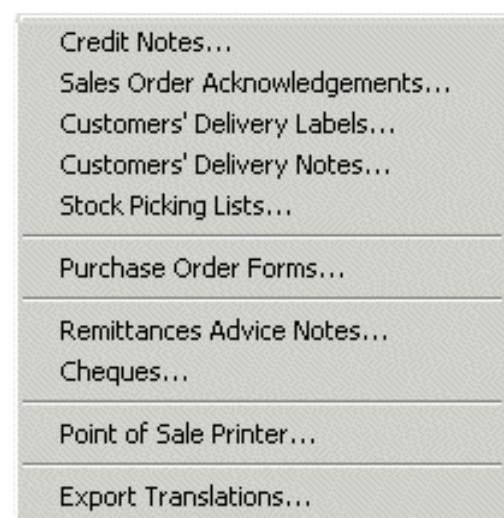 Credit Notes...
Sales Order Acknowledgements...
Customers' Delivery Labels...
Customers' Delivery Notes...
Stock Picking Lists...
Purchase Order Forms...
Remittances Advice Notes...
Cheques...
Point of Sale Printer...
Export Translations...